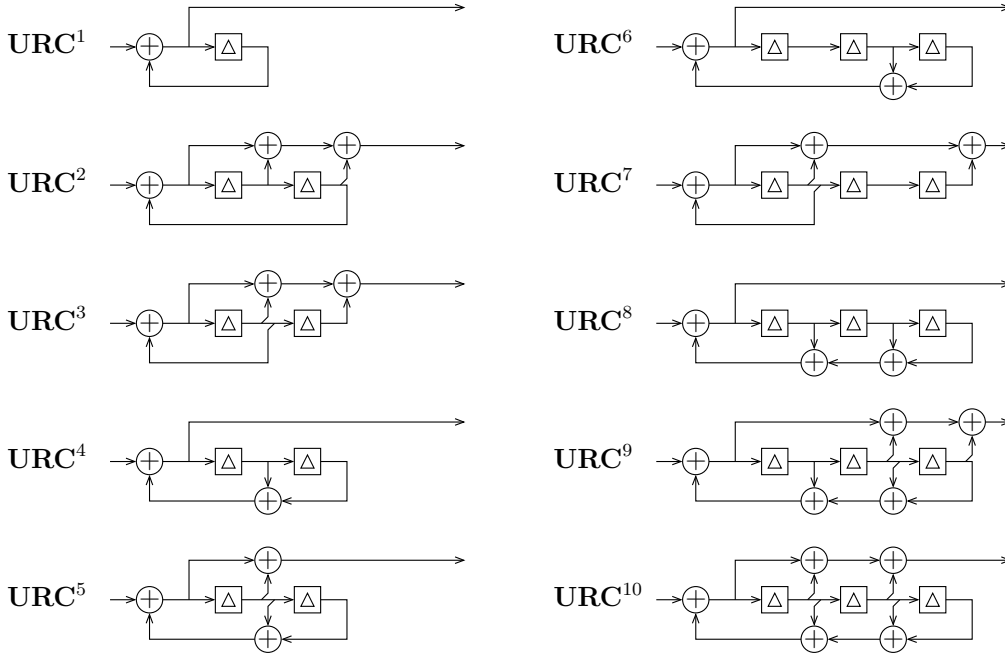 URC¹ △
URC² △ △
URC³ △ △
URC⁴ △ △
URC⁵ △ △
URC⁶ △ △ △
URC⁷ △ △ △
URC⁸ △ △ △
URC⁹ △ △ △
URC¹⁰ △ △ △